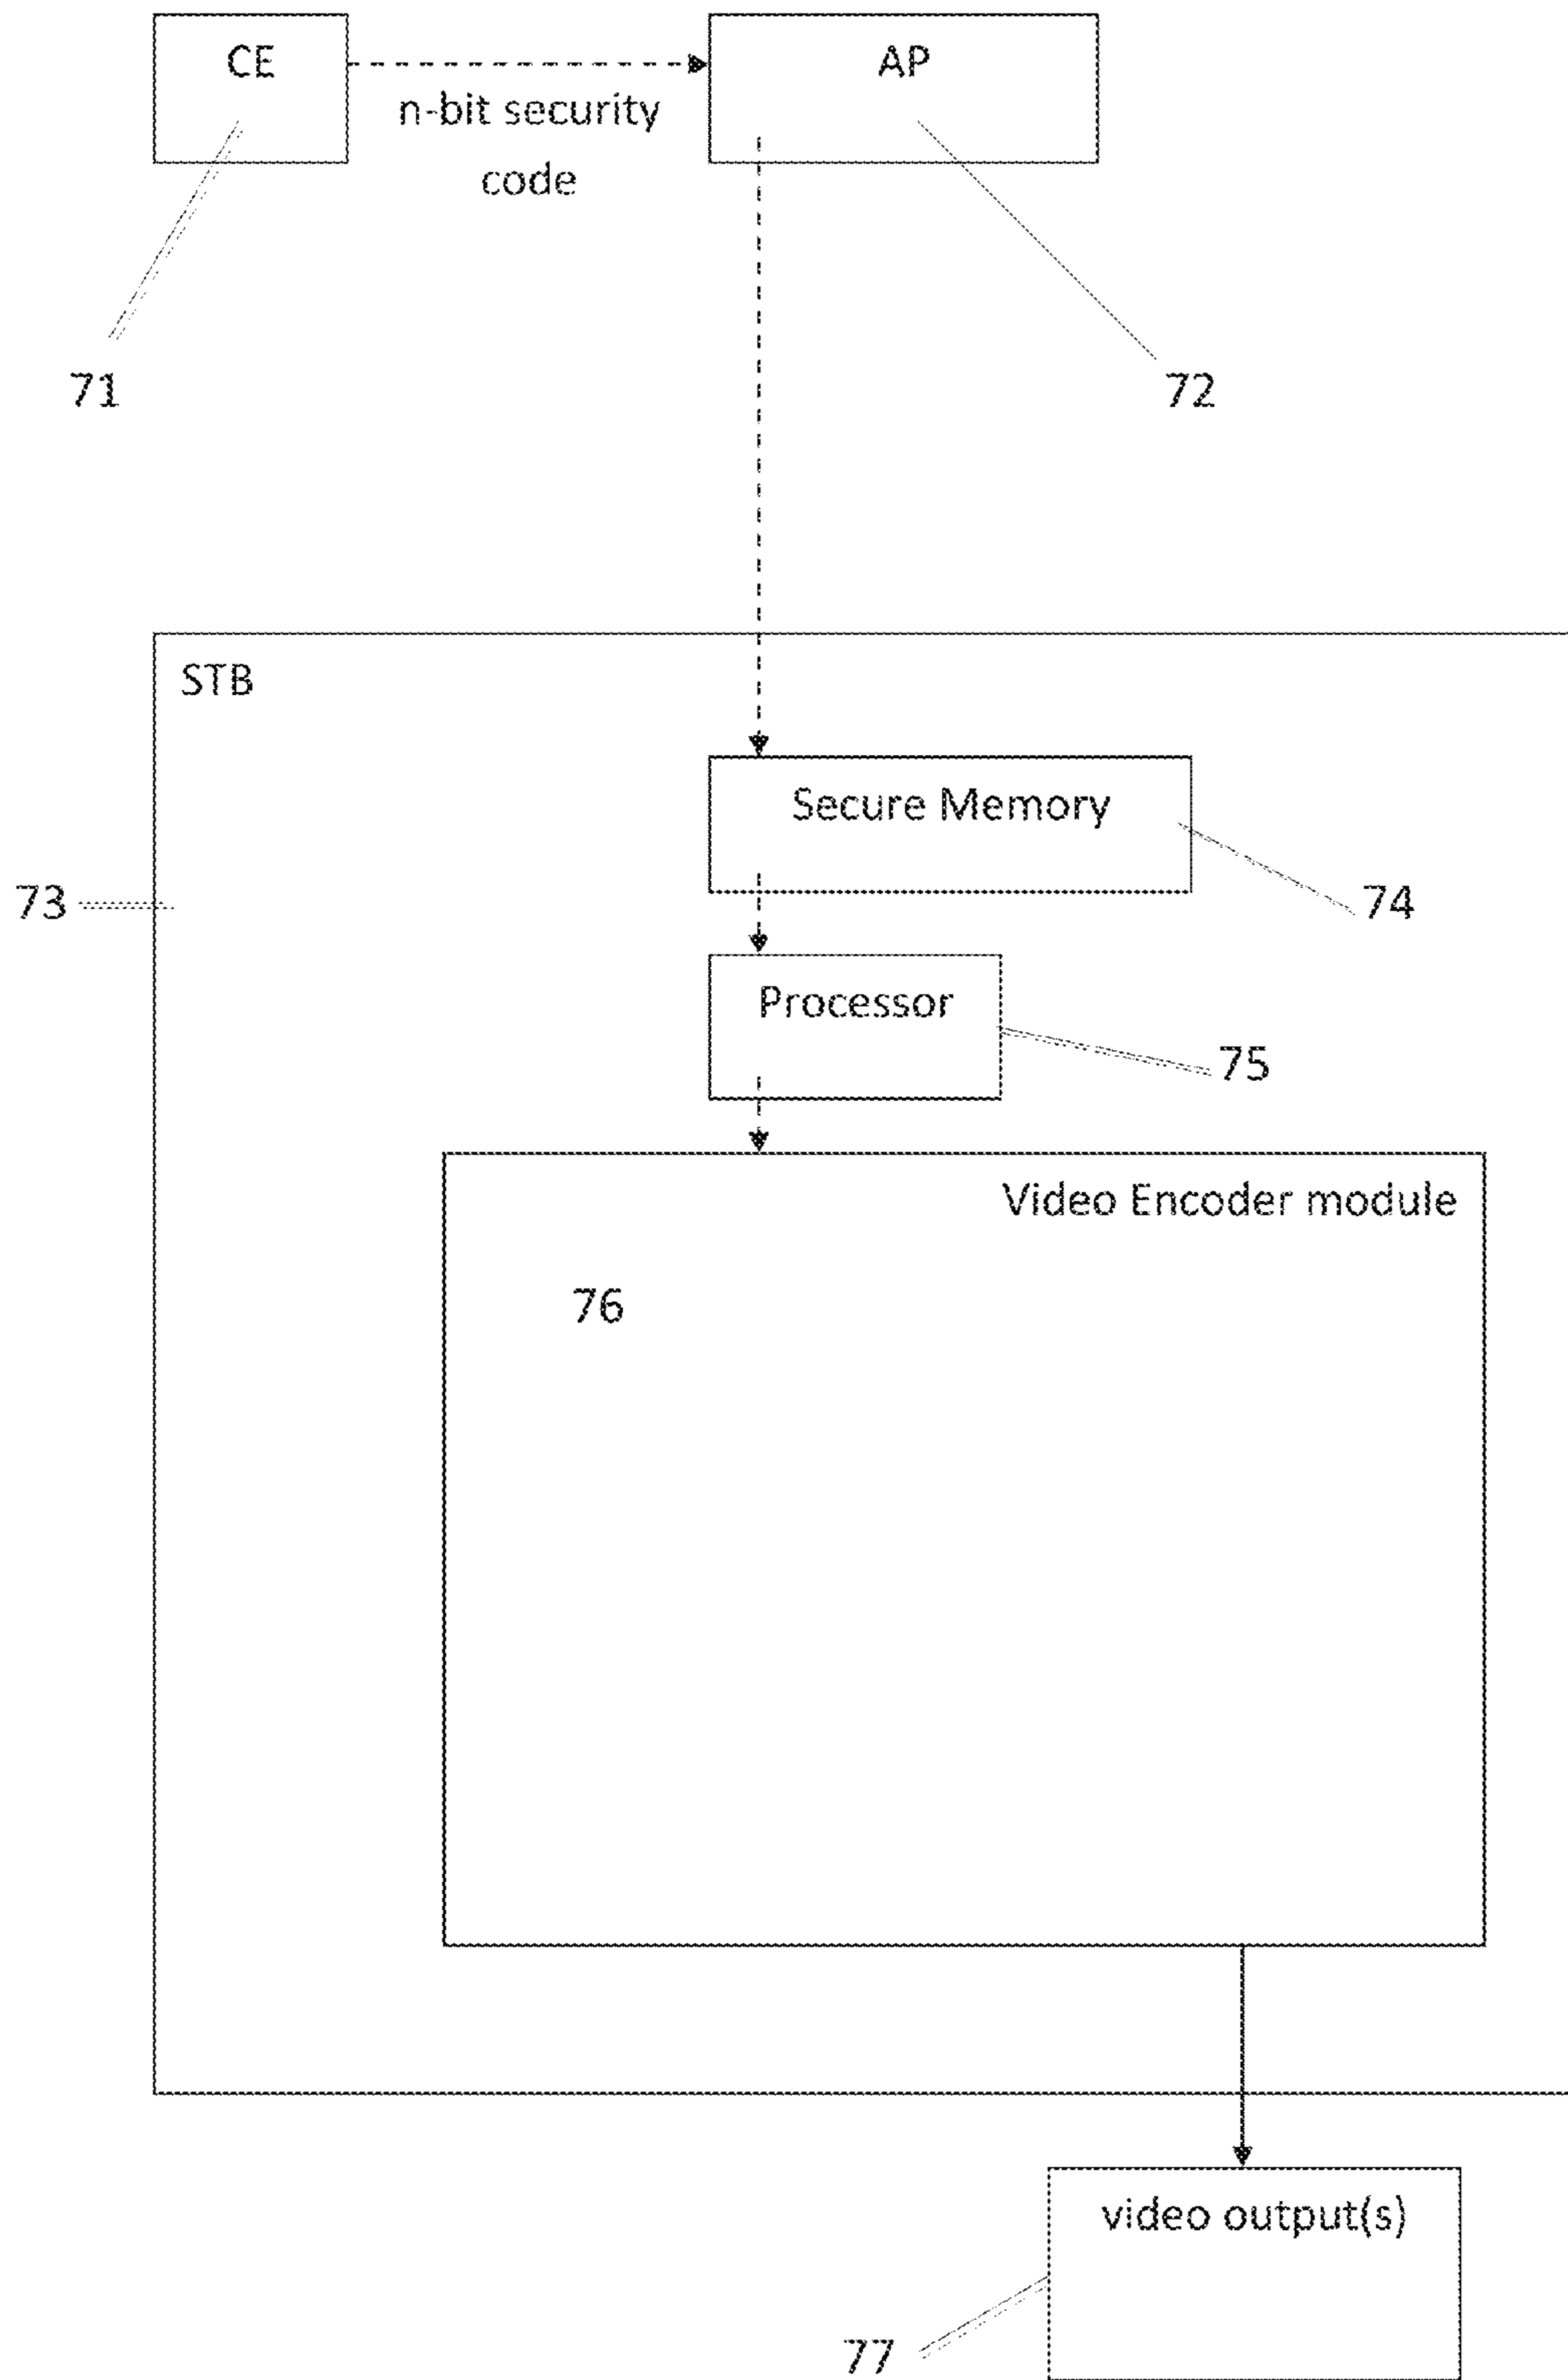 CE
AP
n-bit security
code
71
72
STB
Secure Memory
73
74
Processor
75
Video Encoder module
76
video output(s)
77